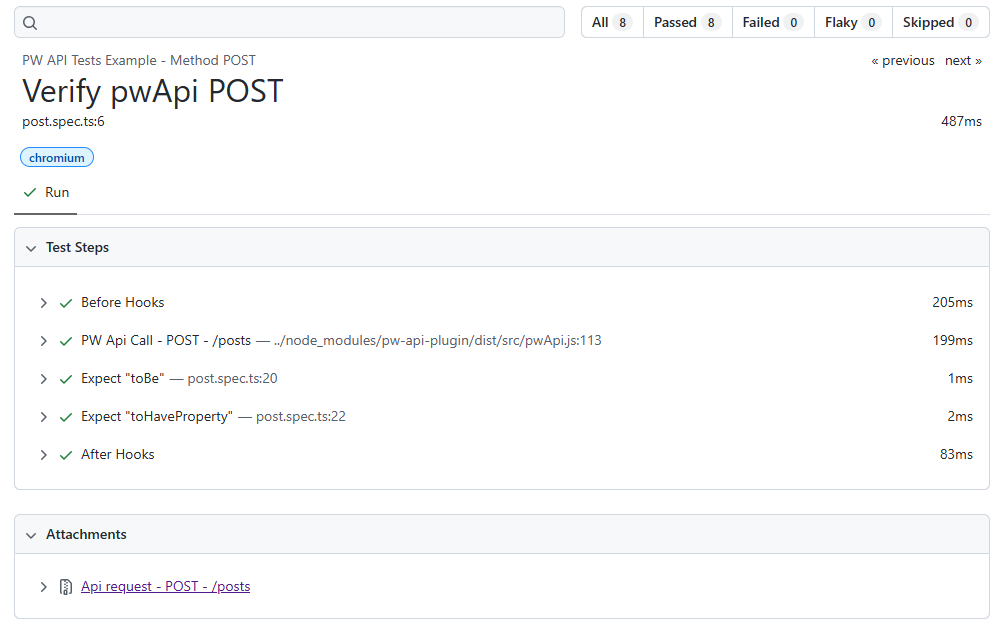 All 8 Passed 8 Failed 0 Flaky 0 Skipped 0
PW API Tests Example - Method POST
« previous next »
Verify pwApi POST
post.spec.ts:6
487ms
chromium
Run
Test Steps
Before Hooks 205ms
PW Api Call - POST - /posts — ../node_modules/pw-api-plugin/dist/src/pwApi.js:113 199ms
Expect "toBe" — post.spec.ts:20 1ms
Expect "toHaveProperty" — post.spec.ts:22 2ms
After Hooks 83ms
Attachments
Api request - POST - /posts